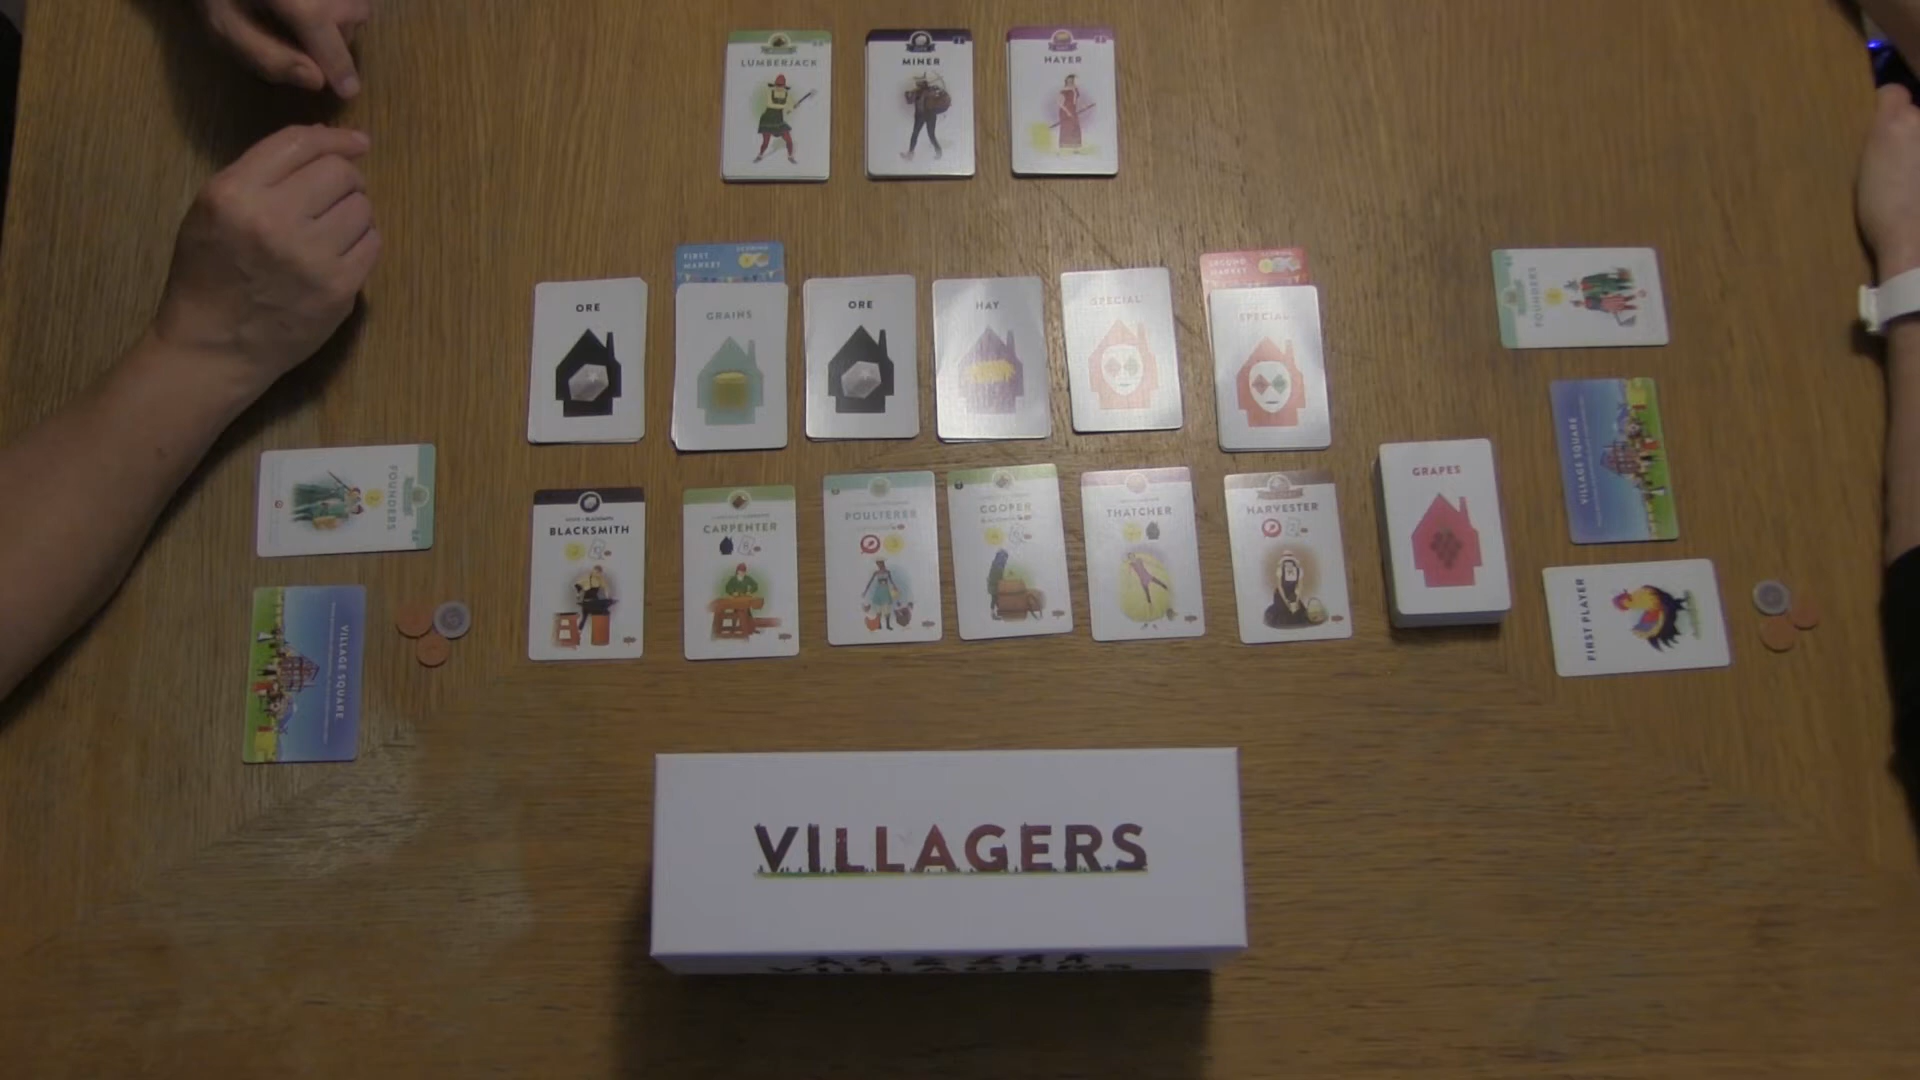 LUMBERJACK
MINER
HAYER
FIRST
MARKET
SECOND
MARKET
ORE
GRAINS
ORE
HAY
SPECIAL
SPECIAL
FOUNDERS
FOUNDERS
VILLAGE SQUARE
BLACKSMITH
CARPENTER
POULTERER
COOPER
THATCHER
HARVESTER
GRAPES
VILLAGE SQUARE
FIRST PLAYER
VILLAGERS